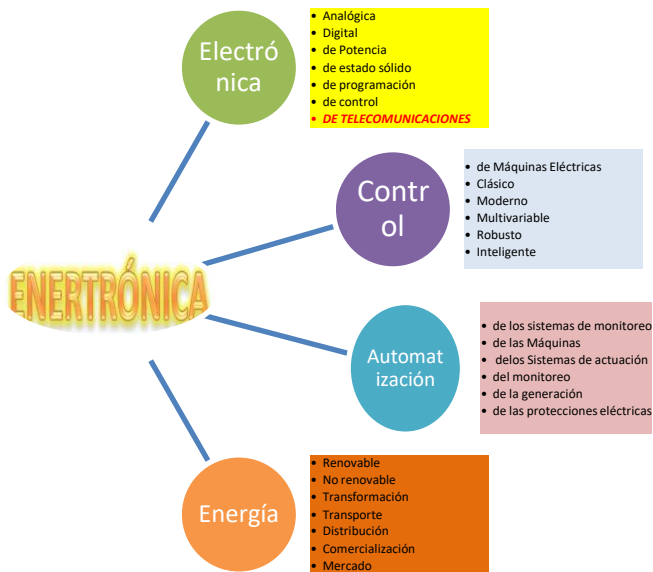 Electró
nica
• Analógica
• Digital
• de Potencia
• de estado sólido
• de programación
• de control
• DE TELECOMUNICACIONES
Contr
ol
• de Máquinas Eléctricas
• Clásico
• Moderno
• Multivariable
• Robusto
• Inteligente
ENERTRÓNICA
Automat
ización
• de los sistemas de monitoreo
• de las Máquinas
• delos Sistemas de actuación
• del monitoreo
• de la generación
• de las protecciones eléctricas
Energía
• Renovable
• No renovable
• Transformación
• Transporte
• Distribución
• Comercialización
• Mercado